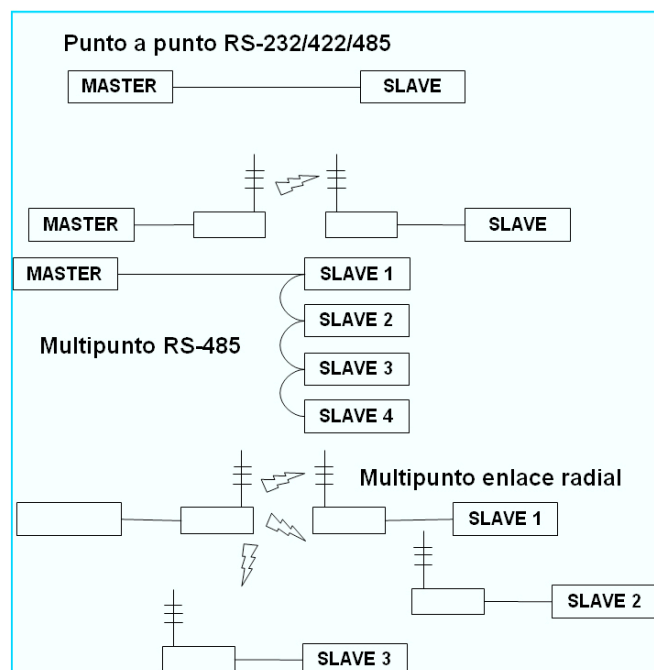 Punto a punto RS-232/422/485
MASTER SLAVE
MASTER SLAVE
MASTER SLAVE 1
SLAVE 2
Multipunto RS-485
SLAVE 3
SLAVE 4
Multipunto enlace radial
SLAVE 1
SLAVE 2
SLAVE 3